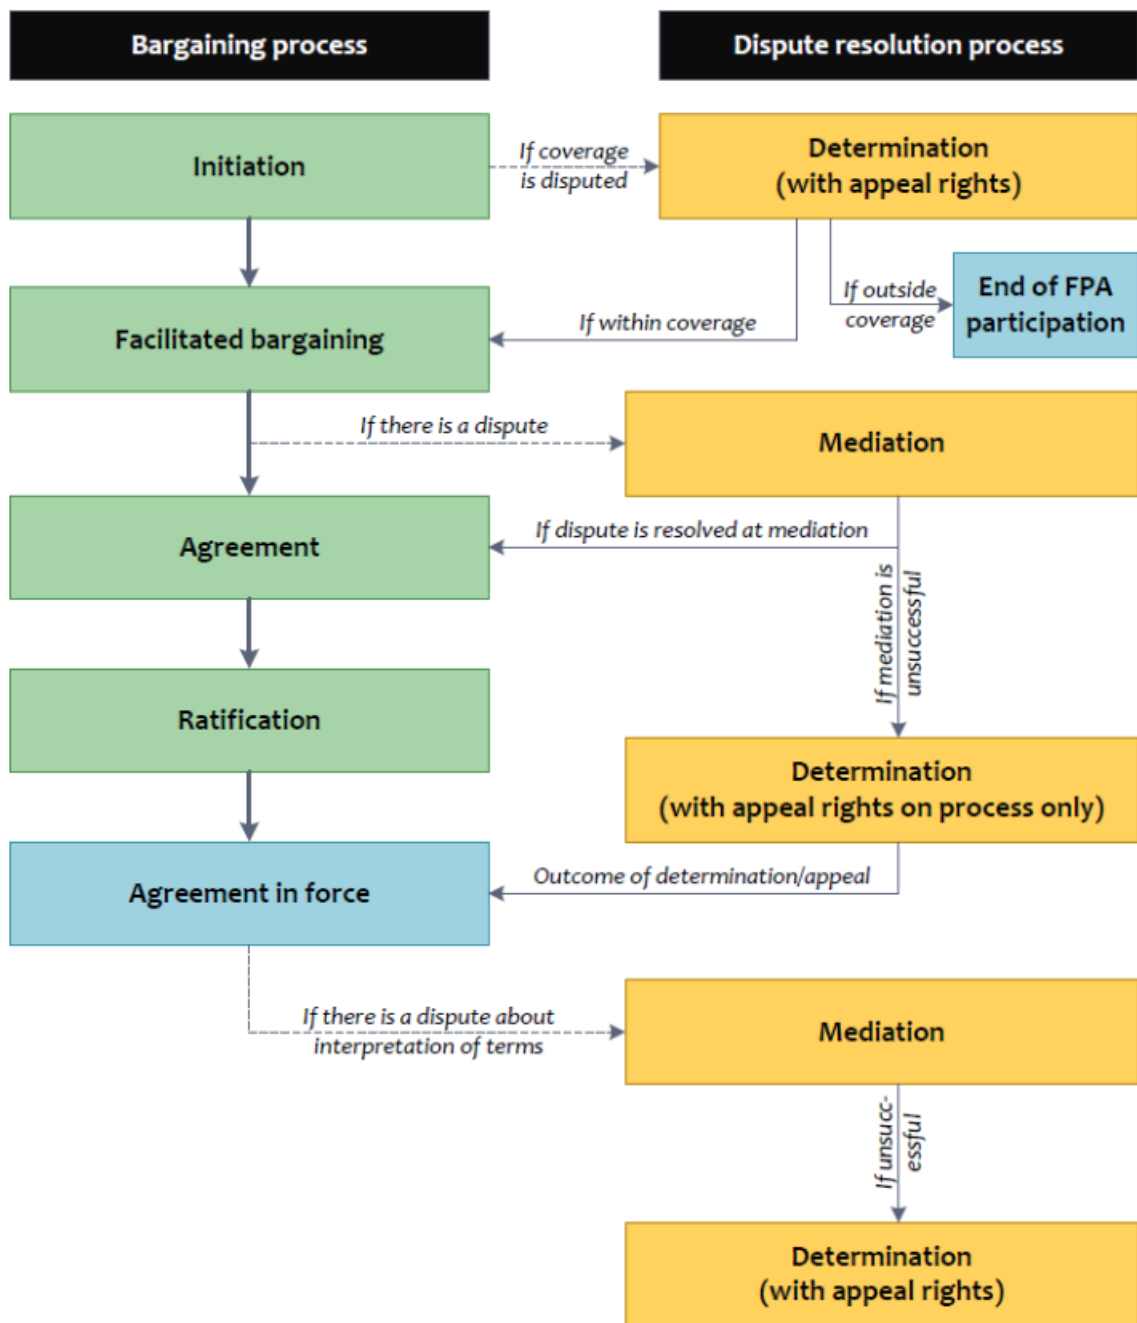 Bargaining process
Dispute resolution process
Initiation
If coverage
is disputed
Determination
(with appeal rights)
Facilitated bargaining
If within coverage
If outside
coverage
End of FPA
participation
If there is a dispute
Mediation
Agreement
If dispute is resolved at mediation
If mediation is
unsuccessful
Ratification
Determination
(with appeal rights on process only)
Agreement in force
Outcome of determination/appeal
If there is a dispute about
interpretation of terms
Mediation
If unsucc-
essful
Determination
(with appeal rights)